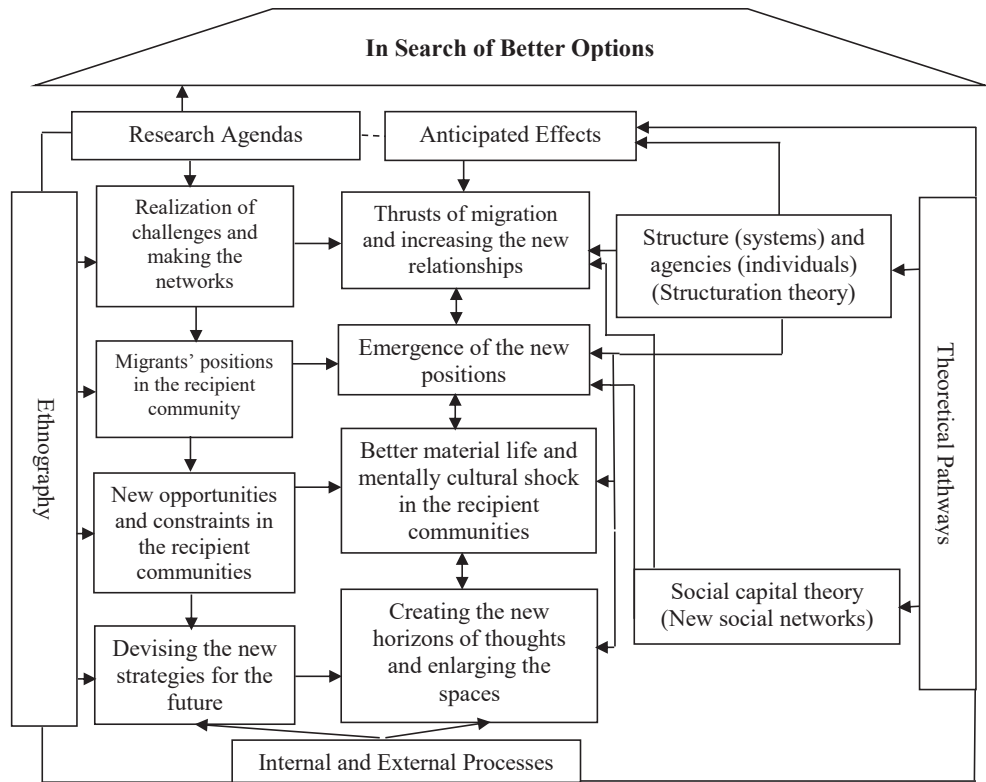 In Search of Better Options
Research Agendas
Anticipated Effects
Realization of
challenges and
making the
networks
Thrusts of migration
and increasing the new
relationships
Structure (systems) and
agencies (individuals)
(Structuration theory)
Migrants’ positions
in the recipient
community
Emergence of the new
positions
Ethnography
Theoretical Pathways
New opportunities
and constraints in
the recipient
communities
Better material life and
mentally cultural shock
in the recipient
communities
Social capital theory
(New social networks)
Devising the new
strategies for the
future
Creating the new
horizons of thoughts
and enlarging the
spaces
Internal and External Processes